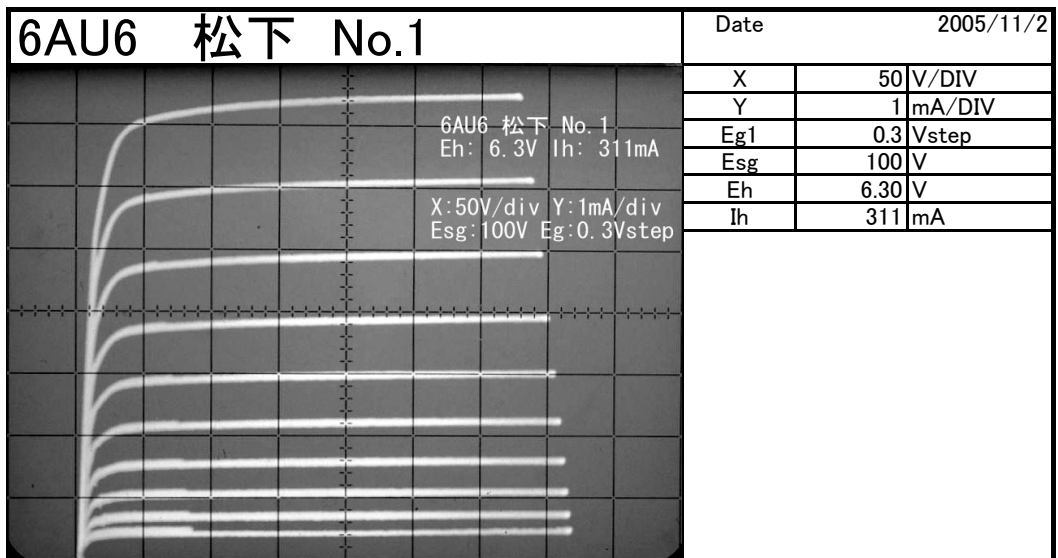 6AU6 松下 No.1
Date 2005/11/2
X 50 V/DIV
Y 1 mA/DIV
Eg1 0.3 Vstep
Esg 100 V
Eh 6.30 V
Ih 311 mA
6AU6 松下 No.1
Eh: 6.3V Ih: 311mA
X:50V/div Y:1mA/div
Esg:100V Eg:0.3Vstep